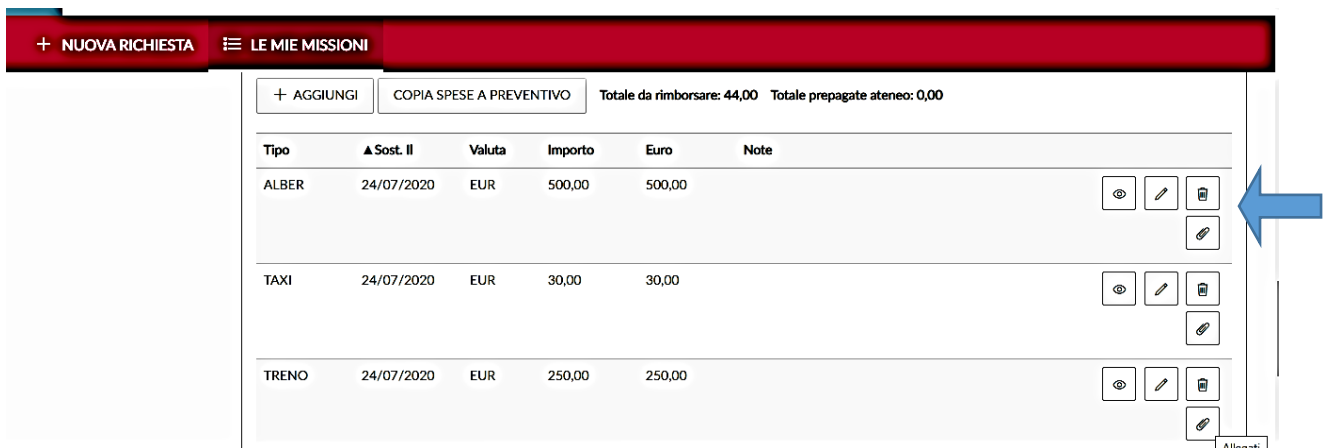 + NUOVA RICHIESTA LE MIE MISSIONI
+ AGGIUNGI COPIA SPESE A PREVENTIVO Totale da rimborsare: 44,00 Totale prepagate ateneo: 0,00
Tipo ▲Sost. Il Valuta Importo Euro Note
ALBER 24/07/2020 EUR 500,00 500,00
TAXI 24/07/2020 EUR 30,00 30,00
TRENO 24/07/2020 EUR 250,00 250,00
Allegati